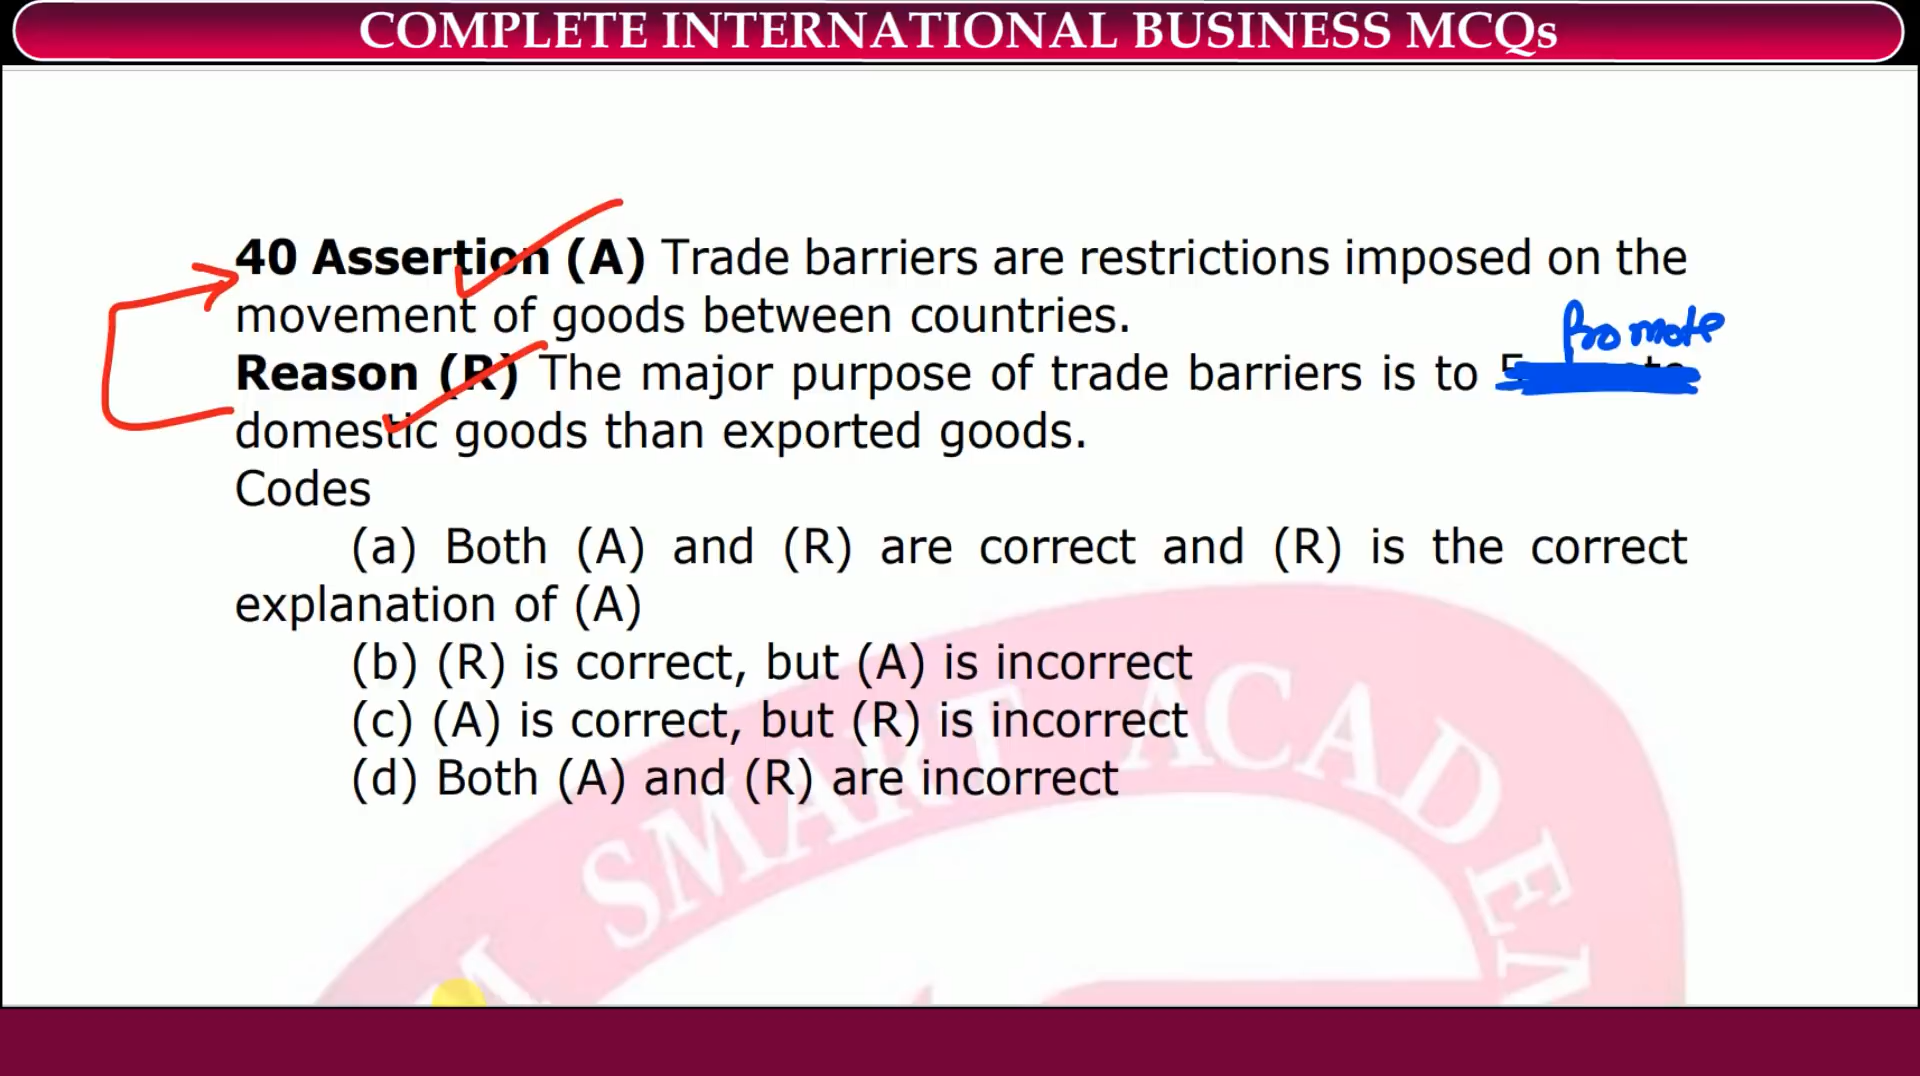 COMPLETE INTERNATIONAL BUSINESS MCQs
40 Assertion (A) Trade barriers are restrictions imposed on the
movement of goods between countries.
Promote
Reason (R) The major purpose of trade barriers is to
domestic goods than exported goods.
Codes
(a) Both (A) and (R) are correct and (R) is the correct
explanation of (A)
(b) (R) is correct, but (A) is incorrect
(c) (A) is correct, but (R) is incorrect
(d) Both (A) and (R) are incorrect
SMART ACADEM